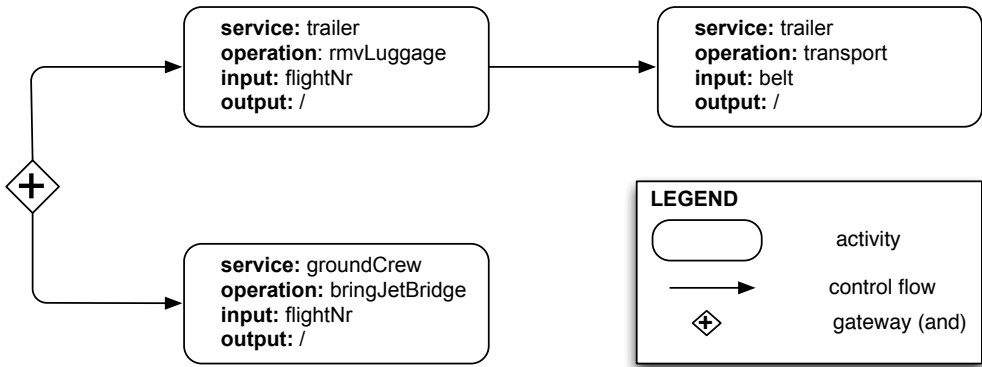 service: trailer
operation: rmvLuggage
input: flightNr
output: /
service: trailer
operation: transport
input: belt
output: /
service: groundCrew
operation: bringJetBridge
input: flightNr
output: /
LEGEND
activity
control flow
gateway (and)